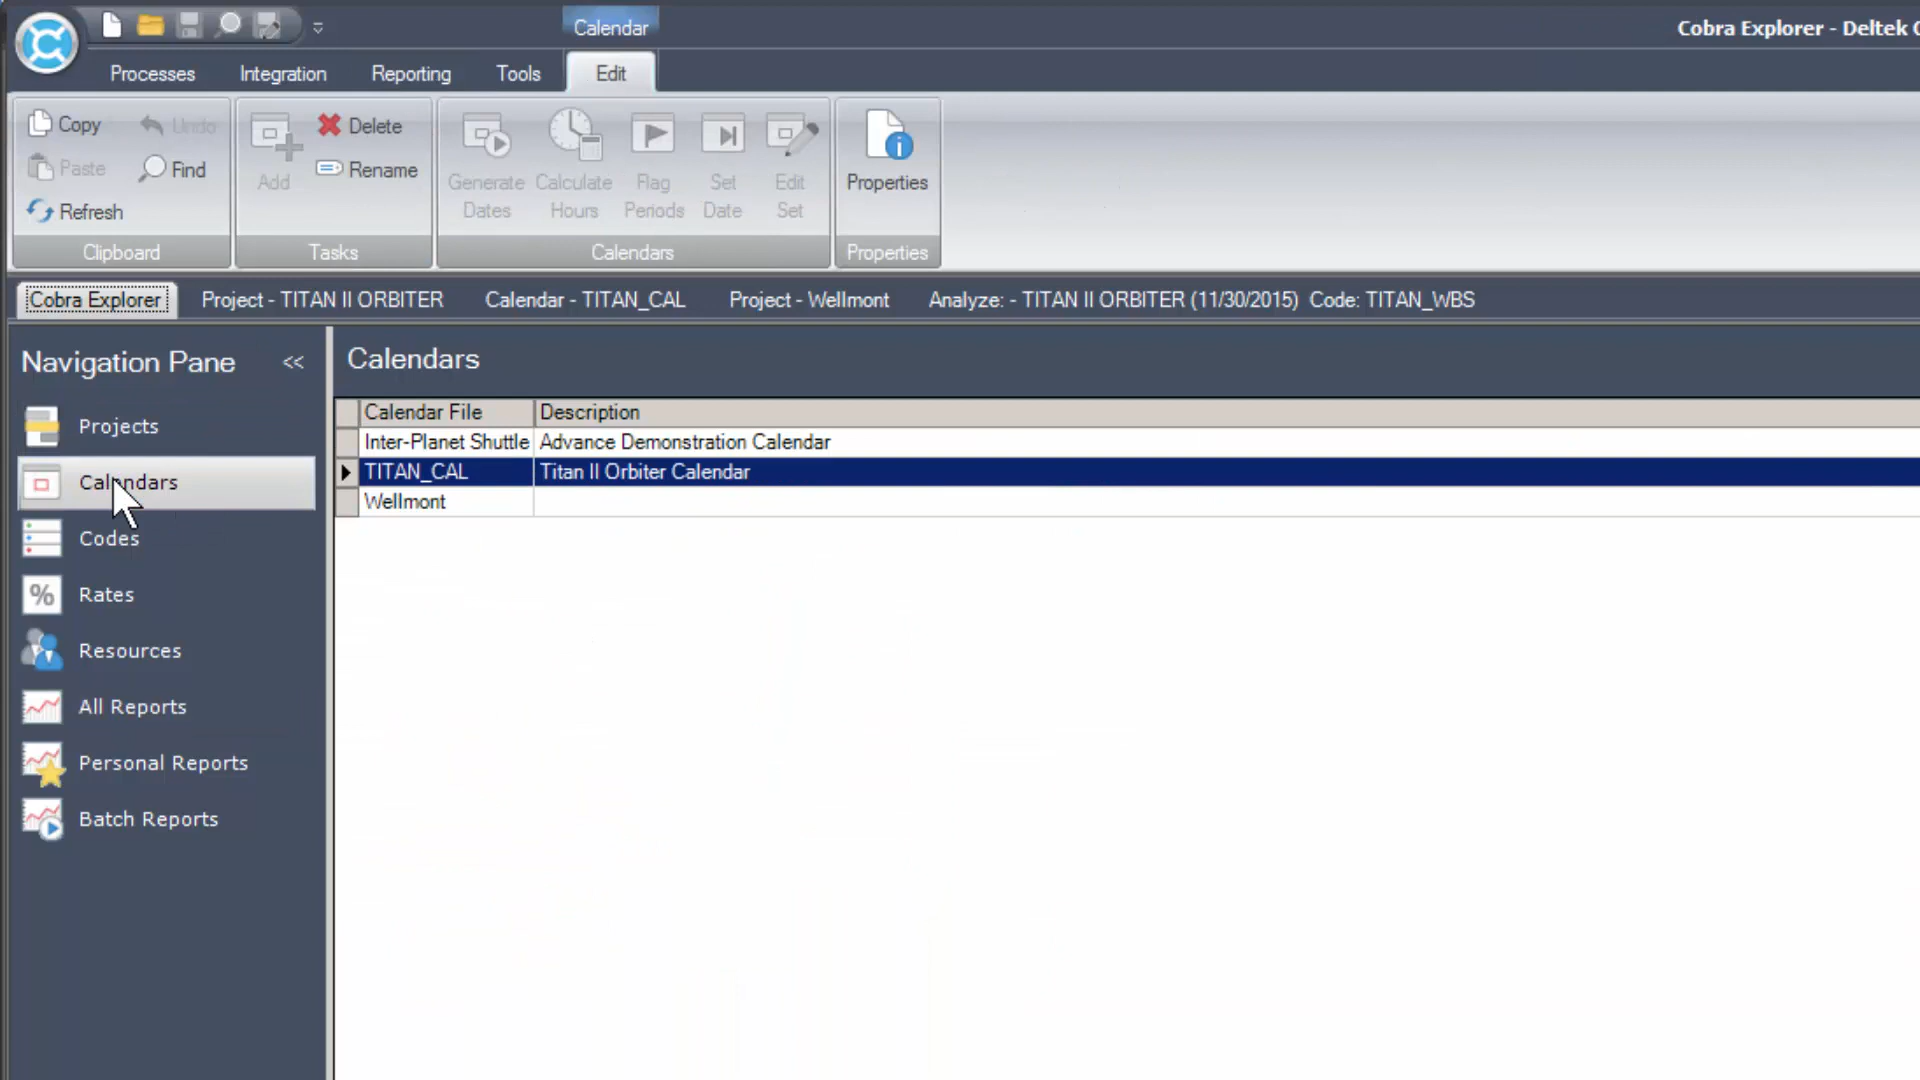 Calendar
Cobra Explorer - Deltek
Processes Integration Reporting Tools Edit
Copy Undo
Paste Find
Refresh
Clipboard
Add Delete
Rename
Tasks
Generate Dates
Calculate Hours
Flag Periods
Set Date
Edit Set
Calendars
Properties
Properties
Cobra Explorer Project - TITAN II ORBITER Calendar - TITAN_CAL Project - Wellmont Analyze: - TITAN II ORBITER (11/30/2015) Code: TITAN_WBS
Navigation Pane <<
Projects
Calendars
Codes
% Rates
Resources
All Reports
Personal Reports
Batch Reports
Calendars
Calendar File Description
Inter-Planet Shuttle Advance Demonstration Calendar
TITAN_CAL Titan II Orbiter Calendar
Wellmont